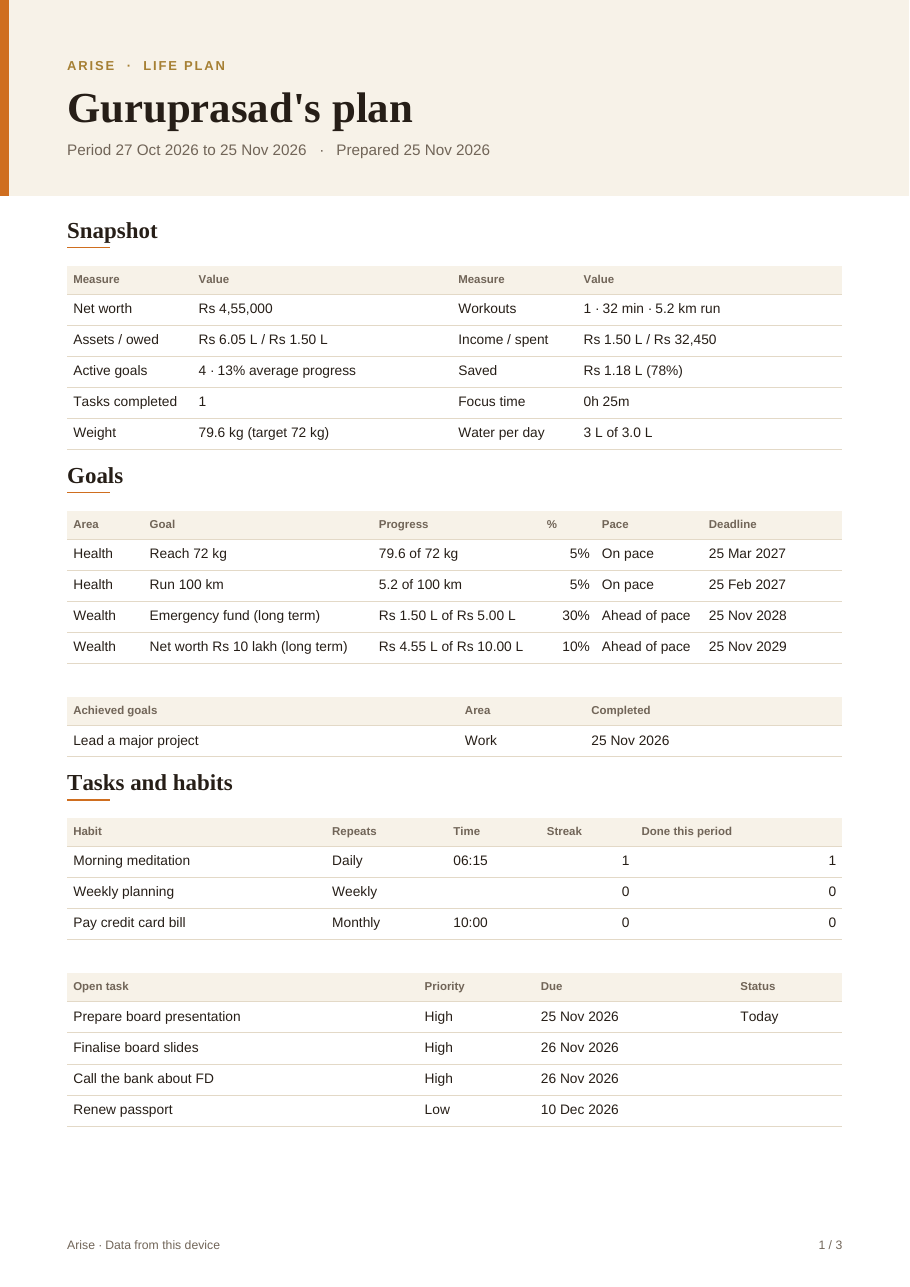 ARISE · LIFE PLAN
Guruprasad's plan
Period 27 Oct 2026 to 25 Nov 2026 · Prepared 25 Nov 2026
Snapshot
Measure Value Measure Value
Net worth Rs 4,55,000 Workouts 1 · 32 min · 5.2 km run
Assets / owed Rs 6.05 L / Rs 1.50 L Income / spent Rs 1.50 L / Rs 32,450
Active goals 4 · 13% average progress Saved Rs 1.18 L (78%)
Tasks completed 1 Focus time 0h 25m
Weight 79.6 kg (target 72 kg) Water per day 3 L of 3.0 L
Goals
Area Goal Progress % Pace Deadline
Health Reach 72 kg 79.6 of 72 kg 5% On pace 25 Mar 2027
Health Run 100 km 5.2 of 100 km 5% On pace 25 Feb 2027
Wealth Emergency fund (long term) Rs 1.50 L of Rs 5.00 L 30% Ahead of pace 25 Nov 2028
Wealth Net worth Rs 10 lakh (long term) Rs 4.55 L of Rs 10.00 L 10% Ahead of pace 25 Nov 2029
Achieved goals Area Completed
Lead a major project Work 25 Nov 2026
Tasks and habits
Habit Repeats Time Streak Done this period
Morning meditation Daily 06:15 1 1
Weekly planning Weekly 0 0
Pay credit card bill Monthly 10:00 0 0
Open task Priority Due Status
Prepare board presentation High 25 Nov 2026 Today
Finalise board slides High 26 Nov 2026
Call the bank about FD High 26 Nov 2026
Renew passport Low 10 Dec 2026
Arise · Data from this device 1 / 3